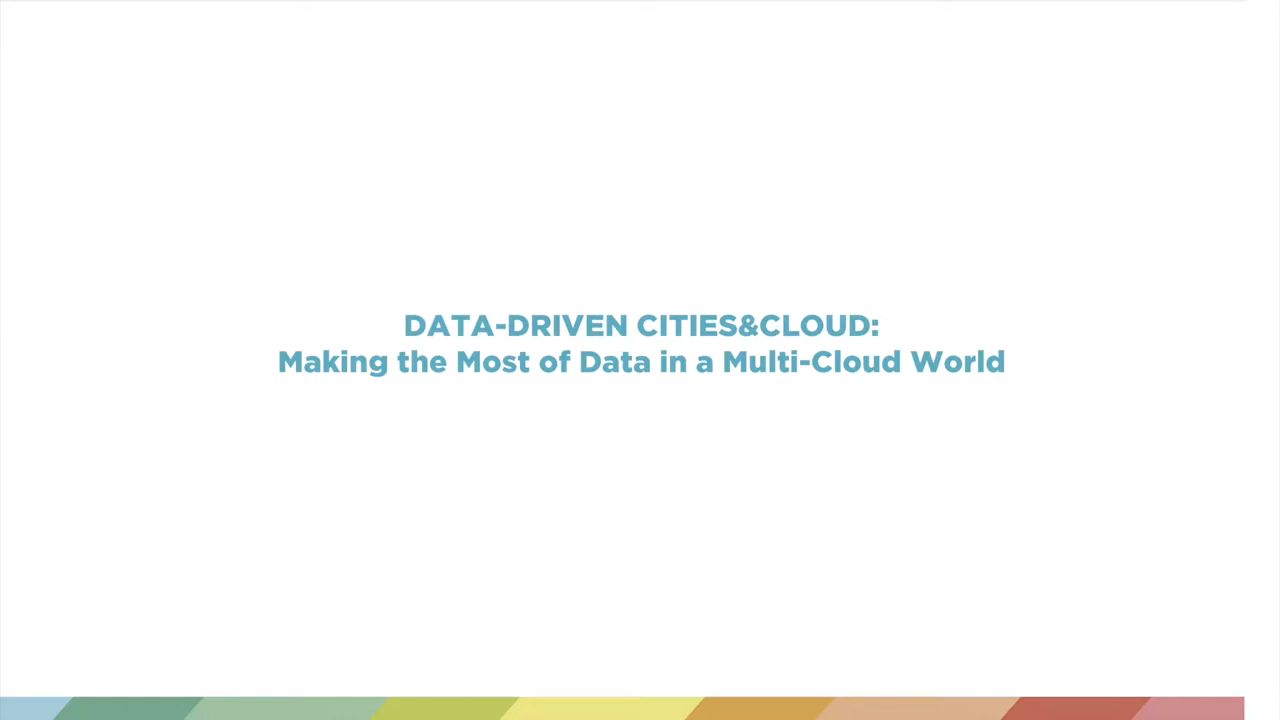 DATA-DRIVEN CITIES&CLOUD:
Making the Most of Data in a Multi-Cloud World